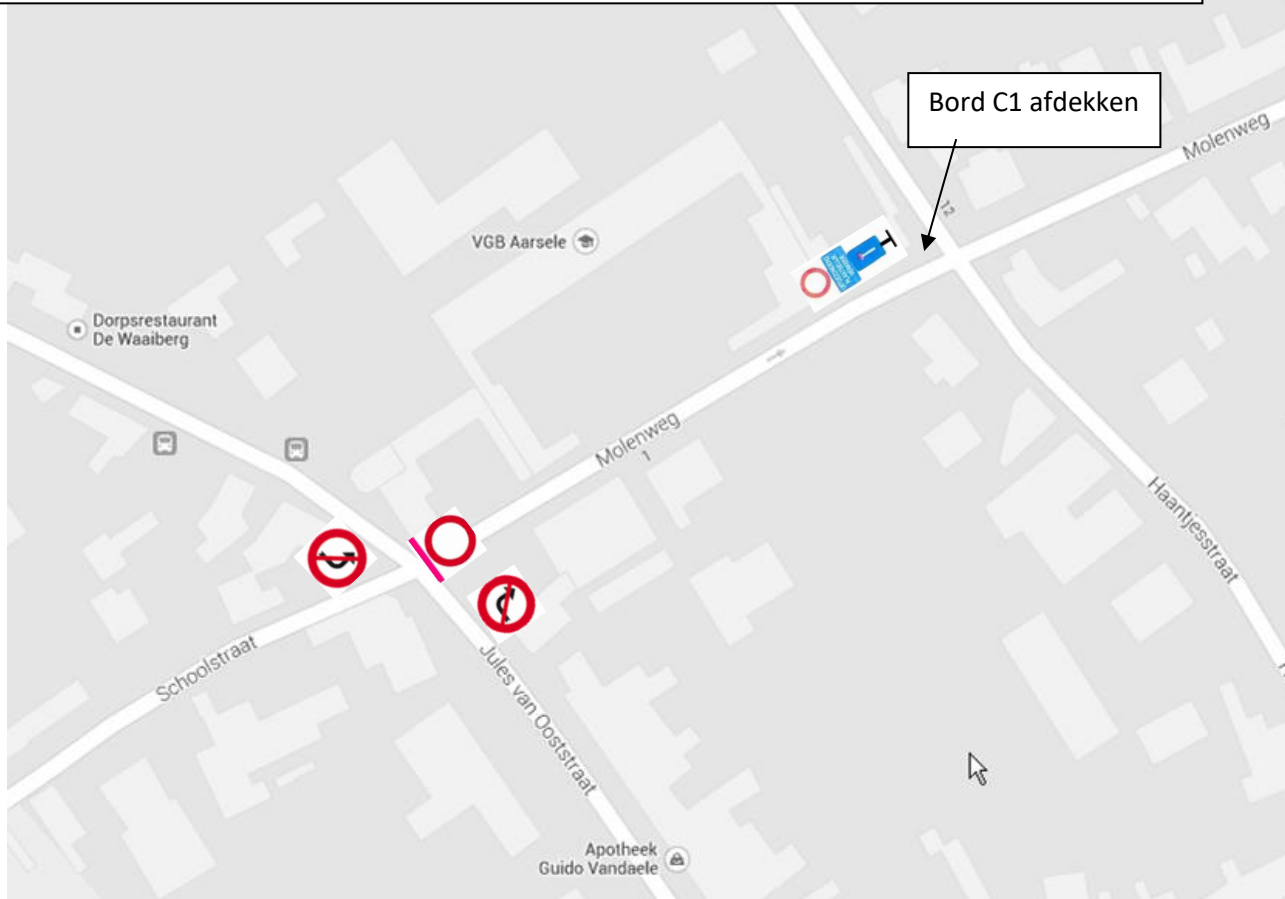 Bord C1 afdekken
Molenweg
12
VGB Aarsele
Dorpsrestaurant
De Waaiberg
Molenweg
1
Haantjesstraat
Schoolstraat
Jules van Ooststraat
Apotheek
Guido Vandaele